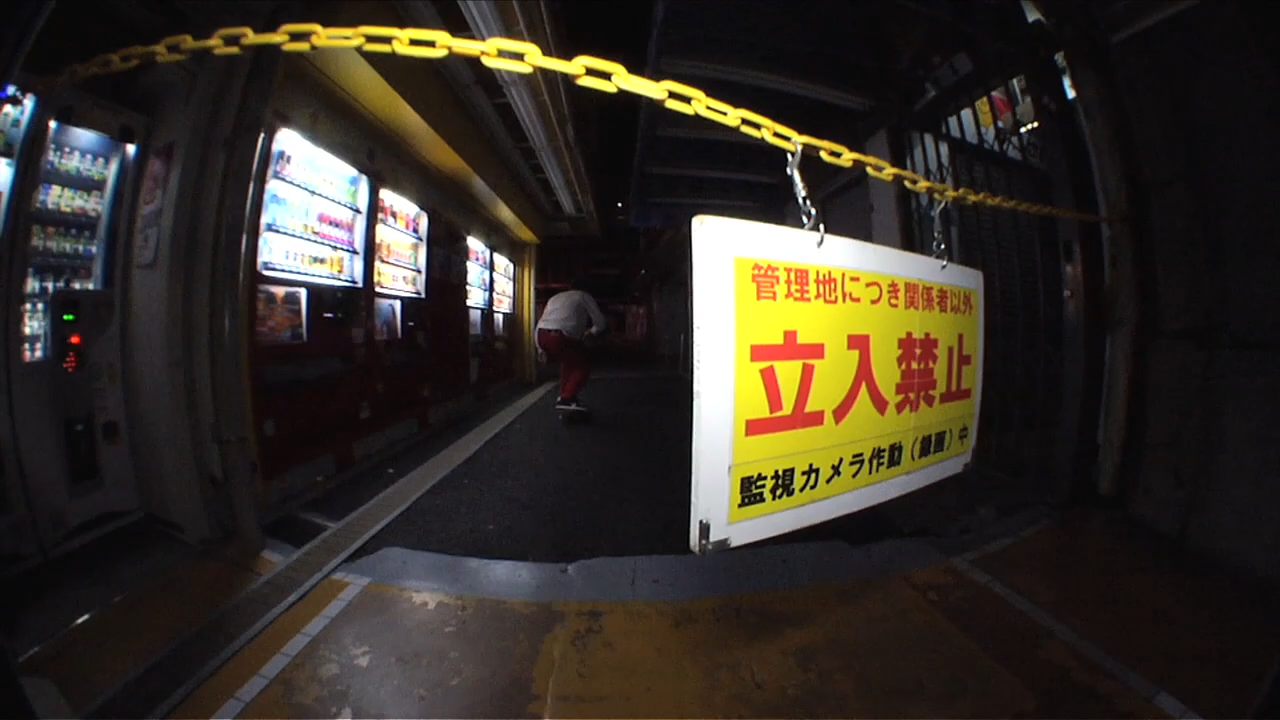 管理地につき関係者以外
立入禁止
監視カメラ作動(録画)中